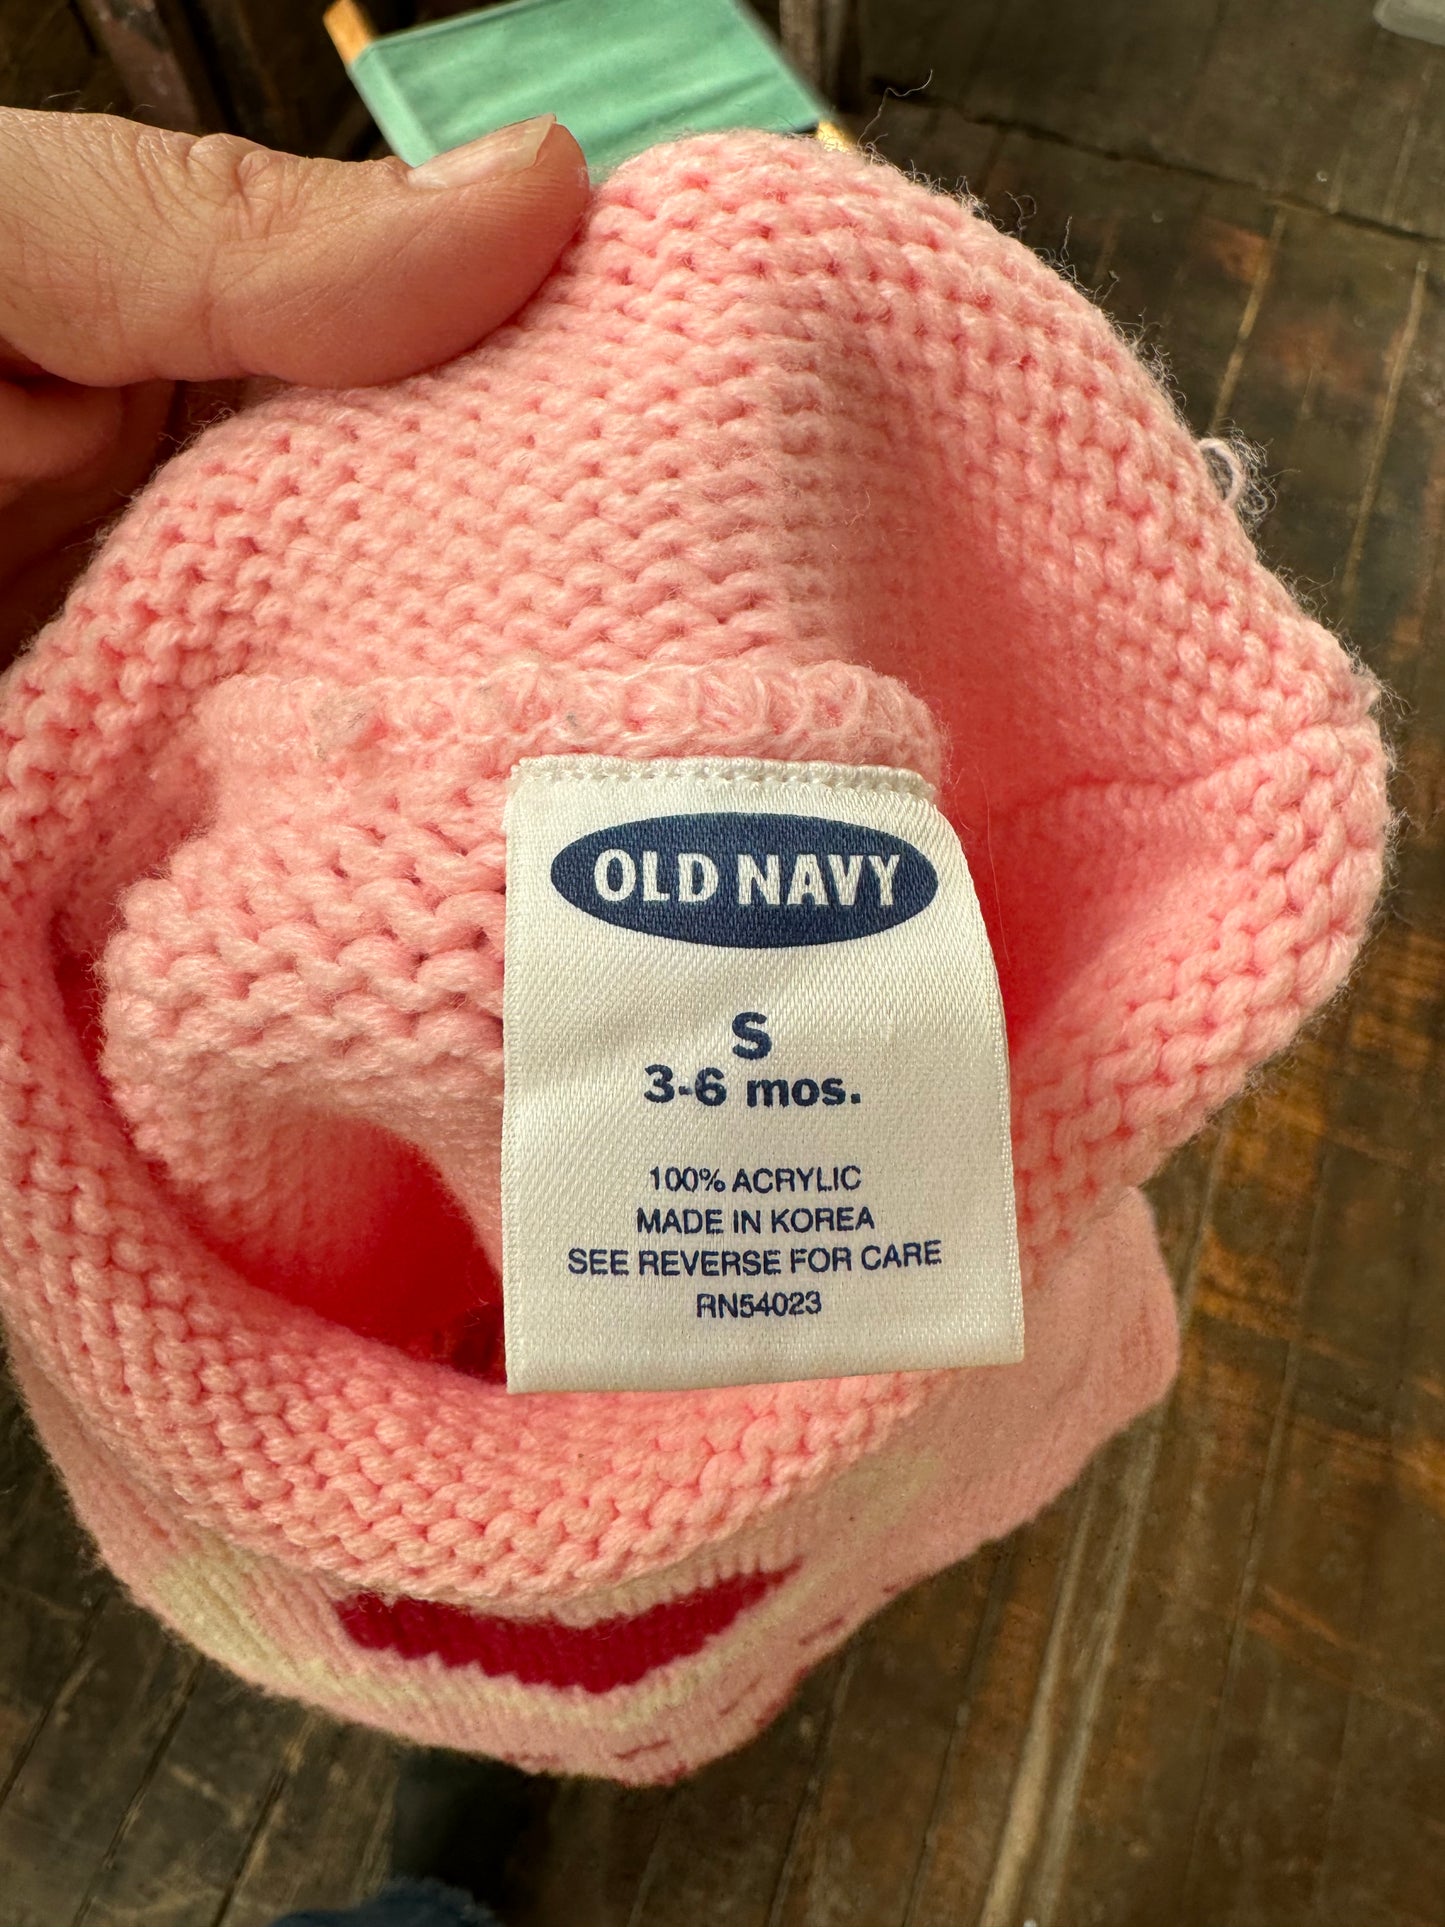 OLD NAVY
S
3-6 mos.
100% ACRYLIC
MADE IN KOREA
SEE REVERSE FOR CARE
RN54023